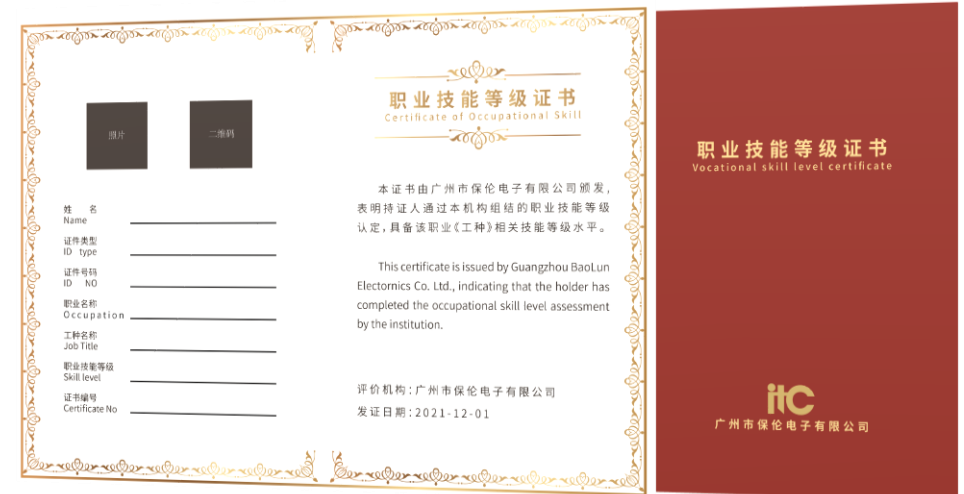 照片
二维码
姓 名
Name
证件类型
ID type
证件号码
ID NO
职业名称
Occupation
工种名称
Job Title
职业技能等级
Skill level
证书编号
Certificate No
职业技能等级证书
Certificate of Occupational Skill
本证书由广州市保伦电子有限公司颁发，
表明持证人通过本机构组结的职业技能等级
认定，具备该职业《工种》相关技能等级水平。
This certificate is issued by Guangzhou BaoLun
Electornics Co. Ltd., indicating that the holder has
completed the occupational skill level assessment
by the institution.
评价机构：广州市保伦电子有限公司
发证日期：2021-12-01
职业技能等级证书
Vocational skill level certificate
itC
广州市保伦电子有限公司